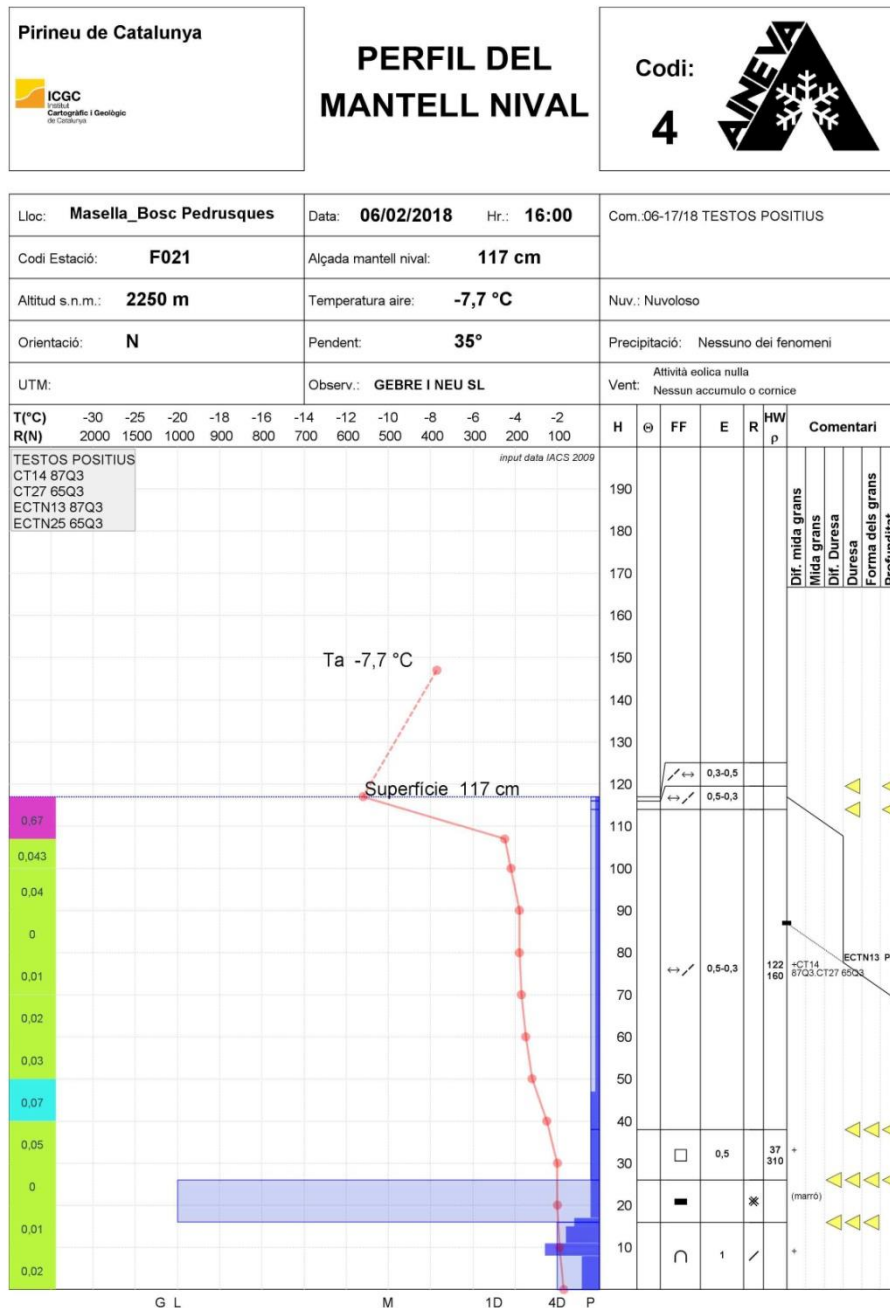 Pirineu de Catalunya
ICGC
Institut
Cartogràfic i Geològic
de Catalunya
PERFIL DEL
MANTELL NIVAL
Codi:
4
AINEVA
Lloc: Masella_Bosc Pedrusques
Data: 06/02/2018 Hr.: 16:00
Com.:06-17/18 TESTOS POSITIUS
Codi Estació: F021
Alçada mantell nival: 117 cm
Altitud s.n.m.: 2250 m
Temperatura aire: -7,7 °C
Nuv.: Nuvoloso
Orientació: N
Pendent: 35°
Precipitació: Nessuno dei fenomeni
UTM:
Observ.: GEBRE I NEU SL
Vent: Attività eolica nulla
Nessun accumulo o cornice
T(°C) -30 -25 -20 -18 -16 -14 -12 -10 -8 -6 -4 -2
R(N) 2000 1500 1000 900 800 700 600 500 400 300 200 100
H Θ FF E R HW ρ Comentari
TESTOS POSITIUS
CT14 87Q3
CT27 65Q3
ECTN13 87Q3
ECTN25 65Q3
input data IACS 2009
Dif. mida grans
Mida grans
Dif. Duresa
Duresa
Forma dels grans
Profunditat
190
180
170
160
150
140
130
120
110
100
90
80
70
60
50
40
30
20
10
Ta -7,7 °C
Superfície 117 cm
0,67
0,043
0,04
0
0,01
0,02
0,03
0,07
0,05
0
0,01
0,02
0,3-0,5
0,5-0,3
0,5-0,3
122
160
+CT14
87Q3.CT27 65Q3
ECTN13 P
0,5
37
310
+
(marró)
1
+
G L M 1D 4D P